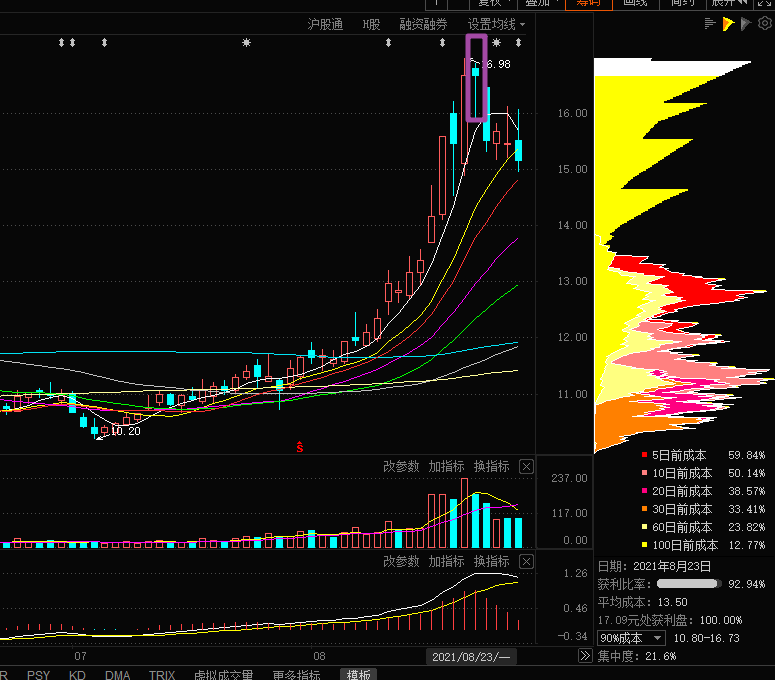 复权 叠加 筹码 画线 简约 展开
沪股通 H股 融资融券 设置均线
16.98
16.00
15.00
14.00
13.00
12.00
11.00
10.20
ŝ
改参数 加指标 换指标
237.00
117.00
0.00
改参数 加指标 换指标
1.26
0.46
-0.34
5日前成本 59.84%
10日前成本 50.14%
20日前成本 38.57%
30日前成本 33.41%
60日前成本 23.82%
100日前成本 12.77%
日期: 2021年8月23日
获利比率: 92.94%
平均成本: 13.50
17.09元处获利盘: 100.00%
90%成本 10.80-16.73
集中度: 21.6%
07 08 2021/08/23/一
R PSY KD DMA TRIX 虚拟成交量 更多指标 模板